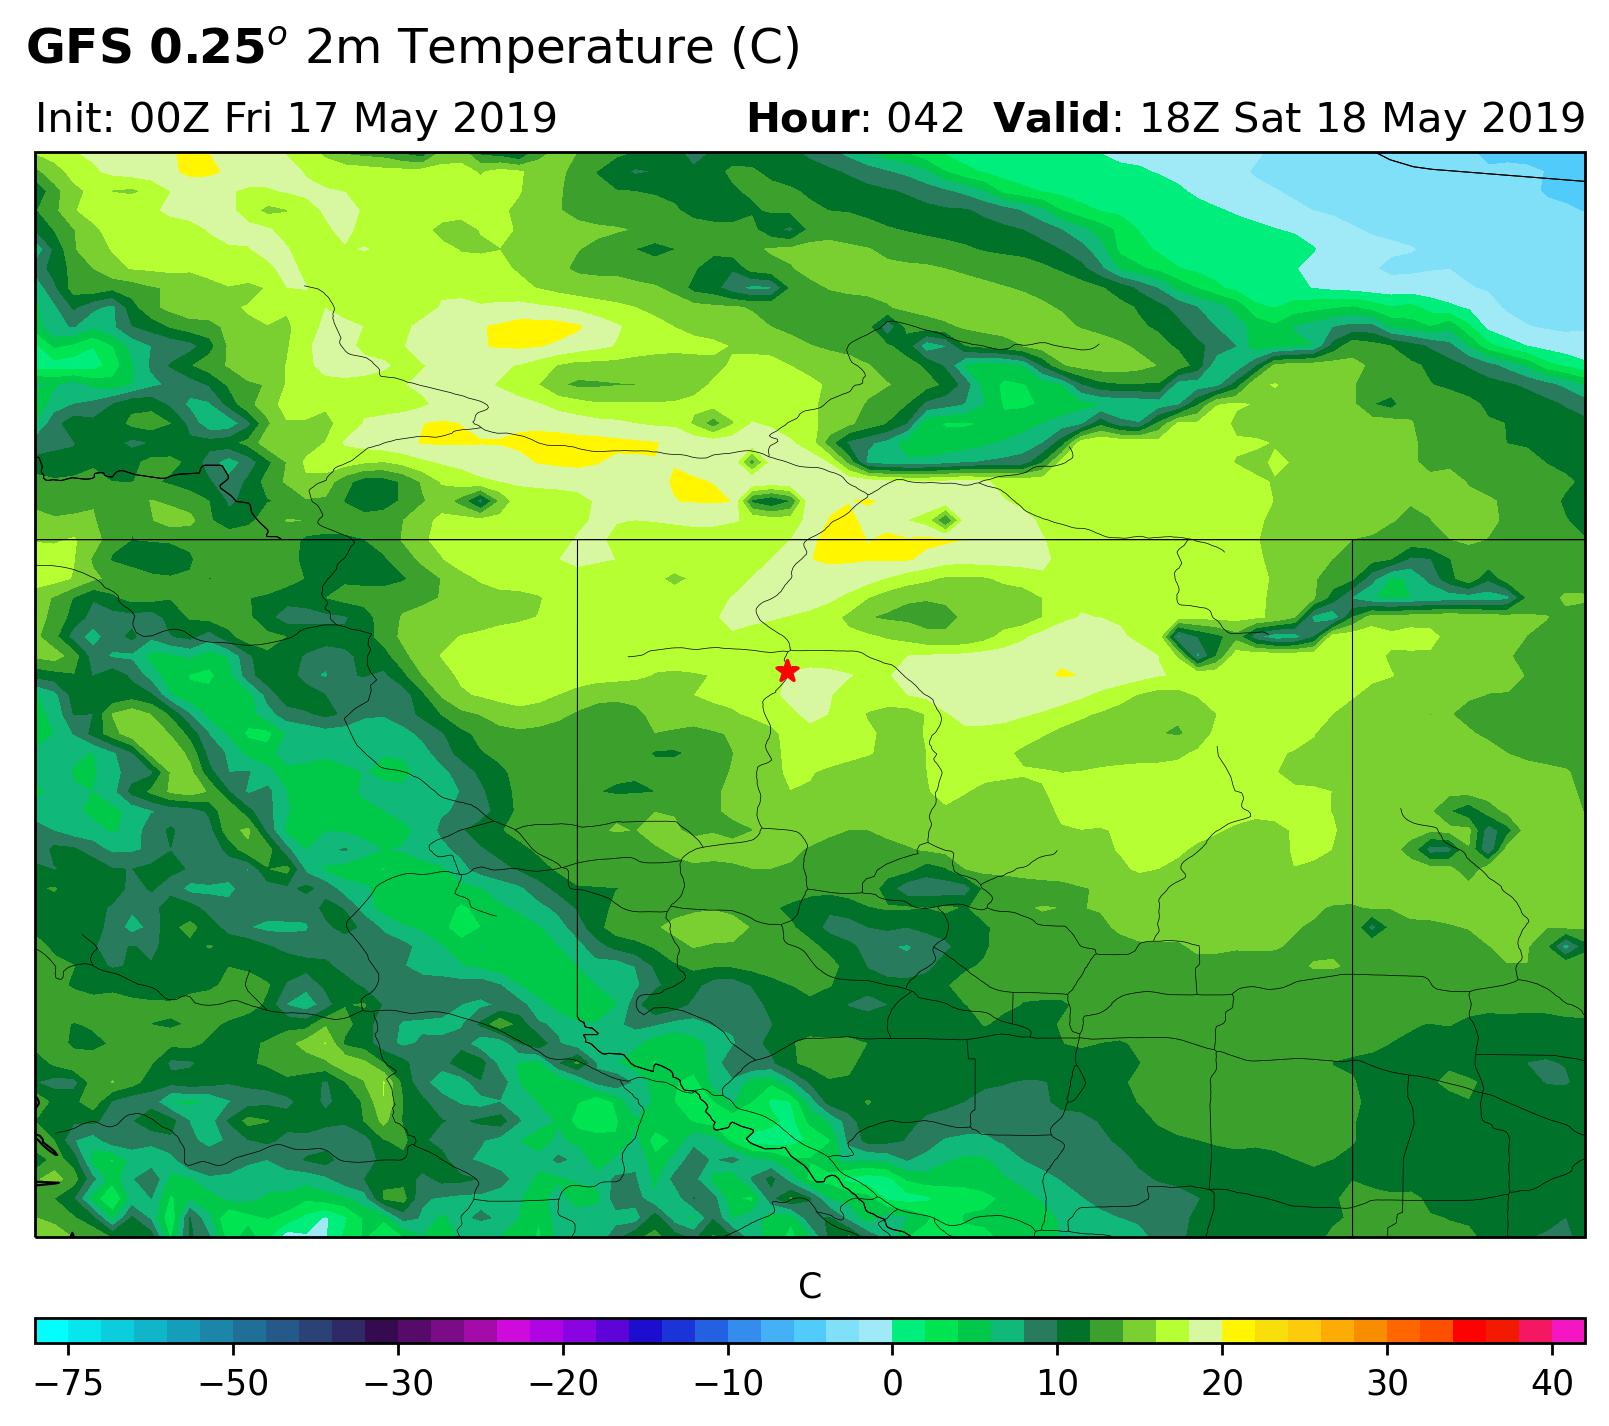 GFS 0.25° 2m Temperature (C)
Init: 00Z Fri 17 May 2019 Hour: 042 Valid: 18Z Sat 18 May 2019
C
−75 −50 −30 −20 −10 0 10 20 30 40